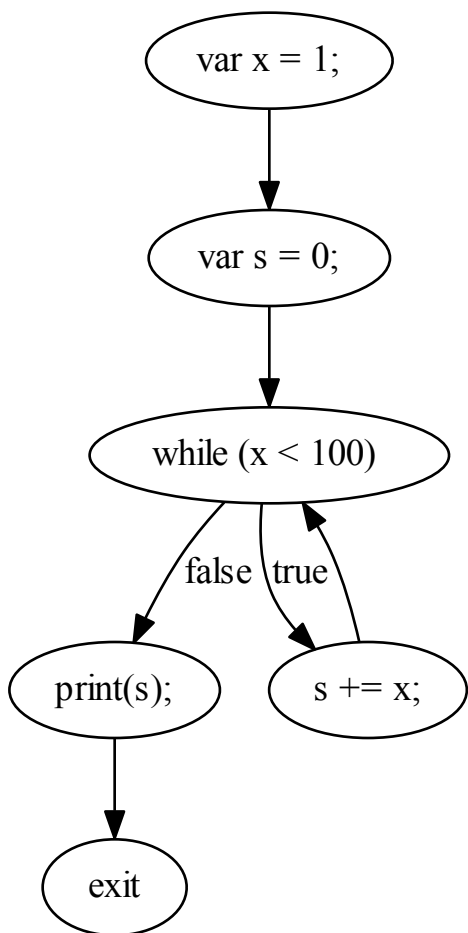 var x = 1;
var s = 0;
while (x < 100)
false
true
print(s);
s += x;
exit